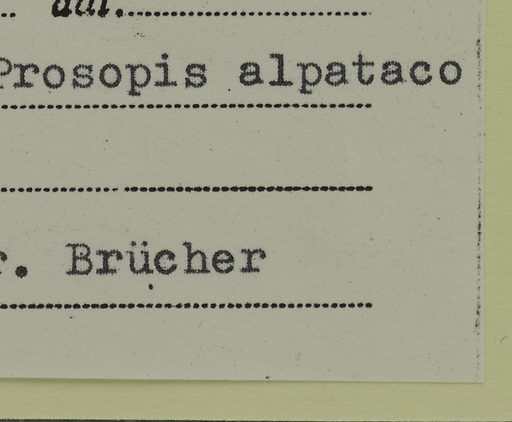 Prosopis alpataco
r. Brücher